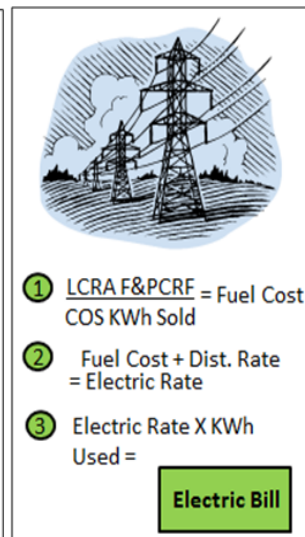 1 LCRA F&PCRF = Fuel Cost
COS KWh Sold
2 Fuel Cost + Dist. Rate
= Electric Rate
3 Electric Rate X KWh
Used =
Electric Bill